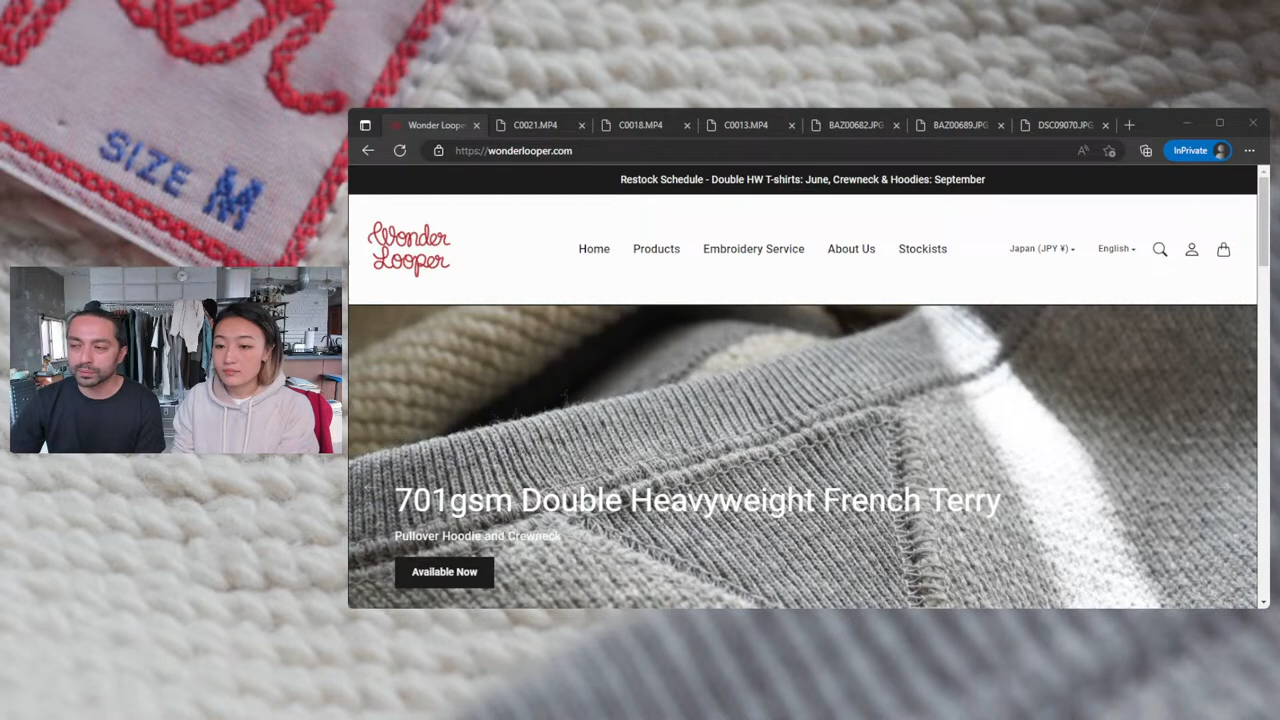 SIZE M
Wonder Loope
C0021.MP4
C0018.MP4
C0013.MP4
BAZ00682.JPG
BAZ00689.JPG
DSC09070.JPG
https://wonderlooper.com
InPrivate
Restock Schedule - Double HW T-shirts: June, Crewneck & Hoodies: September
Wonder
Looper
Home
Products
Embroidery Service
About Us
Stockists
Japan (JPY ¥)
English
701gsm Double Heavyweight French Terry
Pullover Hoodie and Crewneck
Available Now